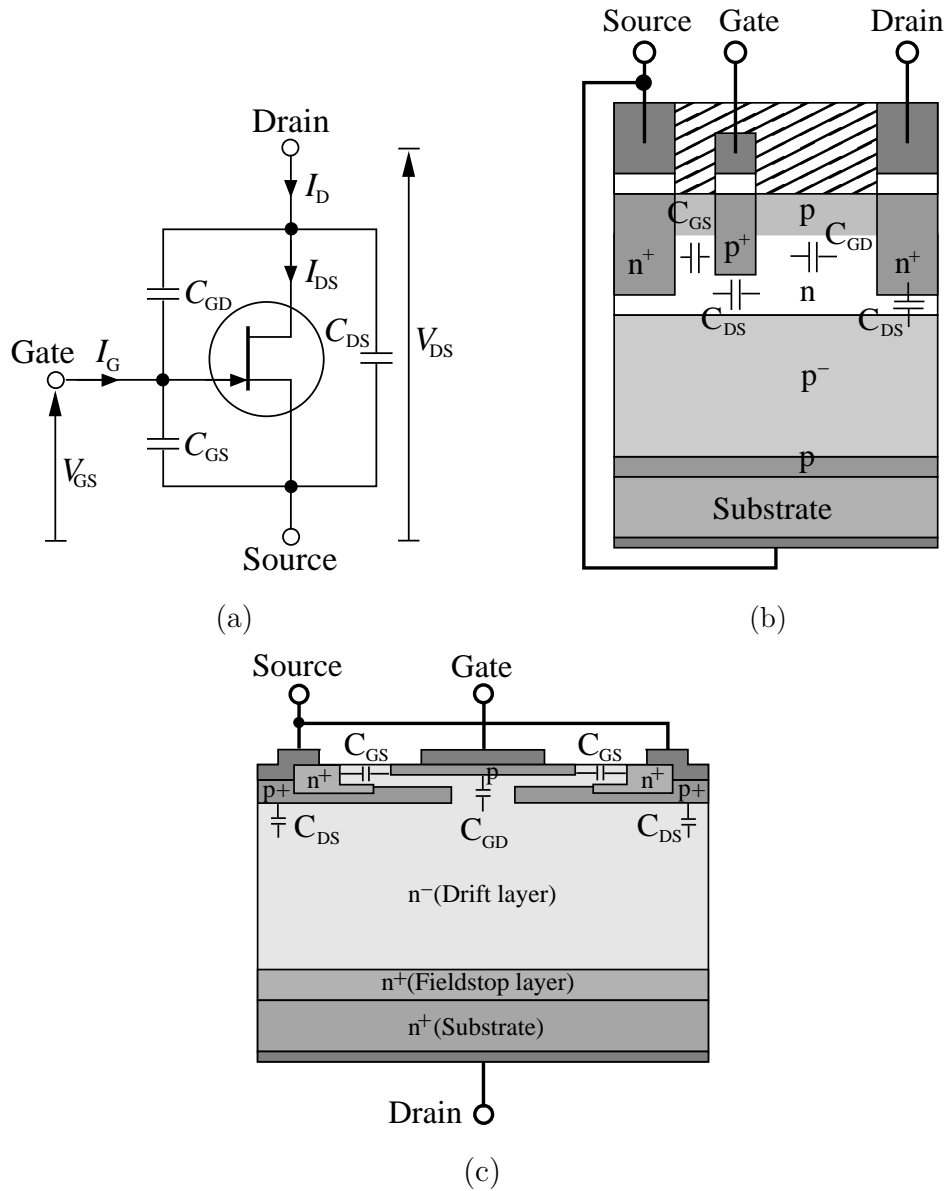 Drain
I_D
I_DS
C_GD
C_DS
V_DS
Gate
I_G
C_GS
V_GS
Source
(a)
Source Gate Drain
C_GS
p
n⁺
p⁺
C_GD
n⁺
n
C_DS
C_DS
p⁻
p
Substrate
(b)
Source
Gate
C_GS
C_GS
n⁺
p
n⁺
p+
p+
C_DS
C_GD
C_DS
n⁻(Drift layer)
n⁺(Fieldstop layer)
n⁺(Substrate)
Drain
(c)